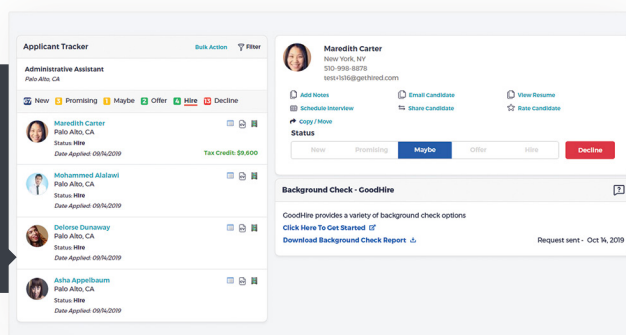 Applicant Tracker
Bulk Action
Filter
Administrative Assistant
Palo Alto, CA
67 New 3 Promising 1 Maybe 2 Offer 4 Hire 13 Decline
Maredith Carter
Palo Alto, CA
Status: Hire
Date Applied: 09/14/2019
Tax Credit: $9,600
Mohammed Alalawi
Palo Alto, CA
Status: Hire
Date Applied: 09/14/2019
Delorse Dunaway
Palo Alto, CA
Status: Hire
Date Applied: 09/14/2019
Asha Appelbaum
Palo Alto, CA
Status: Hire
Date Applied: 09/14/2019
Maredith Carter
New York, NY
510-998-8878
test+1s16@gethired.com
Add Notes
Email Candidate
View Resume
Schedule Interview
Share Candidate
Rate Candidate
Copy / Move
Status
New Promising Maybe Offer Hire Decline
Background Check - GoodHire
GoodHire provides a variety of background check options
Click Here To Get Started
Download Background Check Report
Request sent - Oct 14, 2019